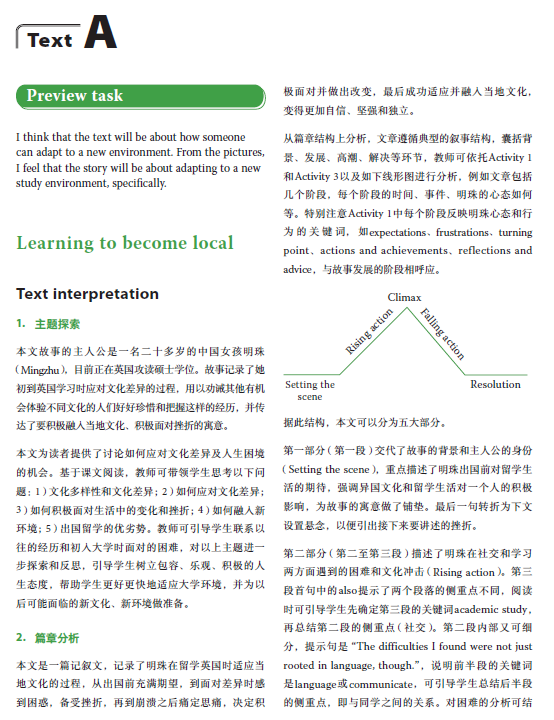 Text A
Preview task
I think that the text will be about how someone
can adapt to a new environment. From the pictures,
I feel that the story will be about adapting to a new
study environment, specifically.
Learning to become local
Text interpretation
1. 主题探索
本文故事的主人公是一名二十多岁的中国女孩明珠
（Mingzhu），目前正在英国攻读硕士学位。故事记录了她
初到英国学习时应对文化差异的过程，用以劝诫其他有机
会体验不同文化的人们好好珍惜和把握这样的经历，并传
达了要积极融入当地文化、积极面对挫折的寓意。
本文为读者提供了讨论如何应对文化差异及人生困境
的机会。基于课文阅读，教师可带领学生思考以下问
题：1）文化多样性和文化差异；2）如何应对文化差异；
3）如何积极面对生活中的变化和挫折；4）如何融入新
环境；5）出国留学的优劣势。教师可引导学生联系以
往的经历和初入大学时面对的困难，对以上主题进一
步探索和反思，引导学生树立包容、乐观、积极的人
生态度，帮助学生更好更快地适应大学环境，并为以
后可能面临的新文化、新环境做准备。
2. 篇章分析
本文是一篇记叙文，记录了明珠在留学英国时适应当
地文化的过程，从出国前充满期望，到面对差异时感
到困惑，备受挫折，再到崩溃之后痛定思痛，决定积
极面对并做出改变，最后成功适应并融入当地文化，
变得更加自信、坚强和独立。
从篇章结构上分析，文章遵循典型的叙事结构，囊括背
景、发展、高潮、解决等环节，教师可依托Activity 1
和Activity 3以及如下线形图进行分析，例如文章包括
几个阶段，每个阶段的时间、事件、明珠的心态如何
等。特别注意Activity 1中每个阶段反映明珠心态和行
为的关键词，如expectations、frustrations、turning
point、actions and achievements、reflections and
advice，与故事发展的阶段相呼应。
Climax
Rising action
Falling action
Setting the
scene
Resolution
据此结构，本文可以分为五大部分。
第一部分（第一段）交代了故事的背景和主人公的身份
（Setting the scene），重点描述了明珠出国前对留学生
活的期待，强调异国文化和留学生活对一个人的积极
影响，为故事的寓意做了铺垫。最后一句转折为下文
设置悬念，以便引出接下来要讲述的挫折。
第二部分（第二至第三段）描述了明珠在社交和学习
两方面遇到的困难和文化冲击（Rising action）。第三
段首句中的also提示了两个段落的侧重点不同，阅读
时可引导学生先确定第三段的关键词academic study，
再总结第二段的侧重点（社交）。第二段内部又可细
分，提示句是 “The difficulties I found were not just
rooted in language, though.”，说明前半段的关键词
是language或communicate，可引导学生总结后半段
的侧重点，即与同学之间的关系。对困难的分析可结